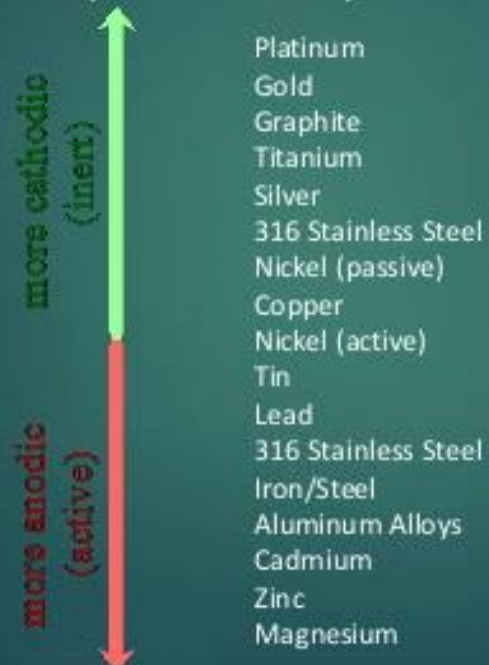 more cathodic
(inert)
more anodic
(active)
Platinum
Gold
Graphite
Titanium
Silver
316 Stainless Steel
Nickel (passive)
Copper
Nickel (active)
Tin
Lead
316 Stainless Steel
Iron/Steel
Aluminum Alloys
Cadmium
Zinc
Magnesium